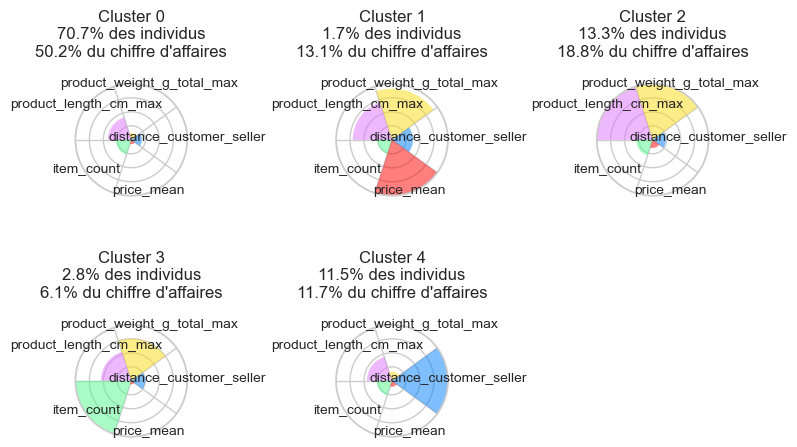 Cluster 0
70.7% des individus
50.2% du chiffre d'affaires
product_weight_g_total_max
product_length_cm_max
distance_customer_seller
item_count
price_mean
Cluster 1
1.7% des individus
13.1% du chiffre d'affaires
product_weight_g_total_max
product_length_cm_max
distance_customer_seller
item_count
price_mean
Cluster 2
13.3% des individus
18.8% du chiffre d'affaires
product_weight_g_total_max
product_length_cm_max
distance_customer_seller
item_count
price_mean
Cluster 3
2.8% des individus
6.1% du chiffre d'affaires
product_weight_g_total_max
product_length_cm_max
distance_customer_seller
item_count
price_mean
Cluster 4
11.5% des individus
11.7% du chiffre d'affaires
product_weight_g_total_max
product_length_cm_max
distance_customer_seller
item_count
price_mean